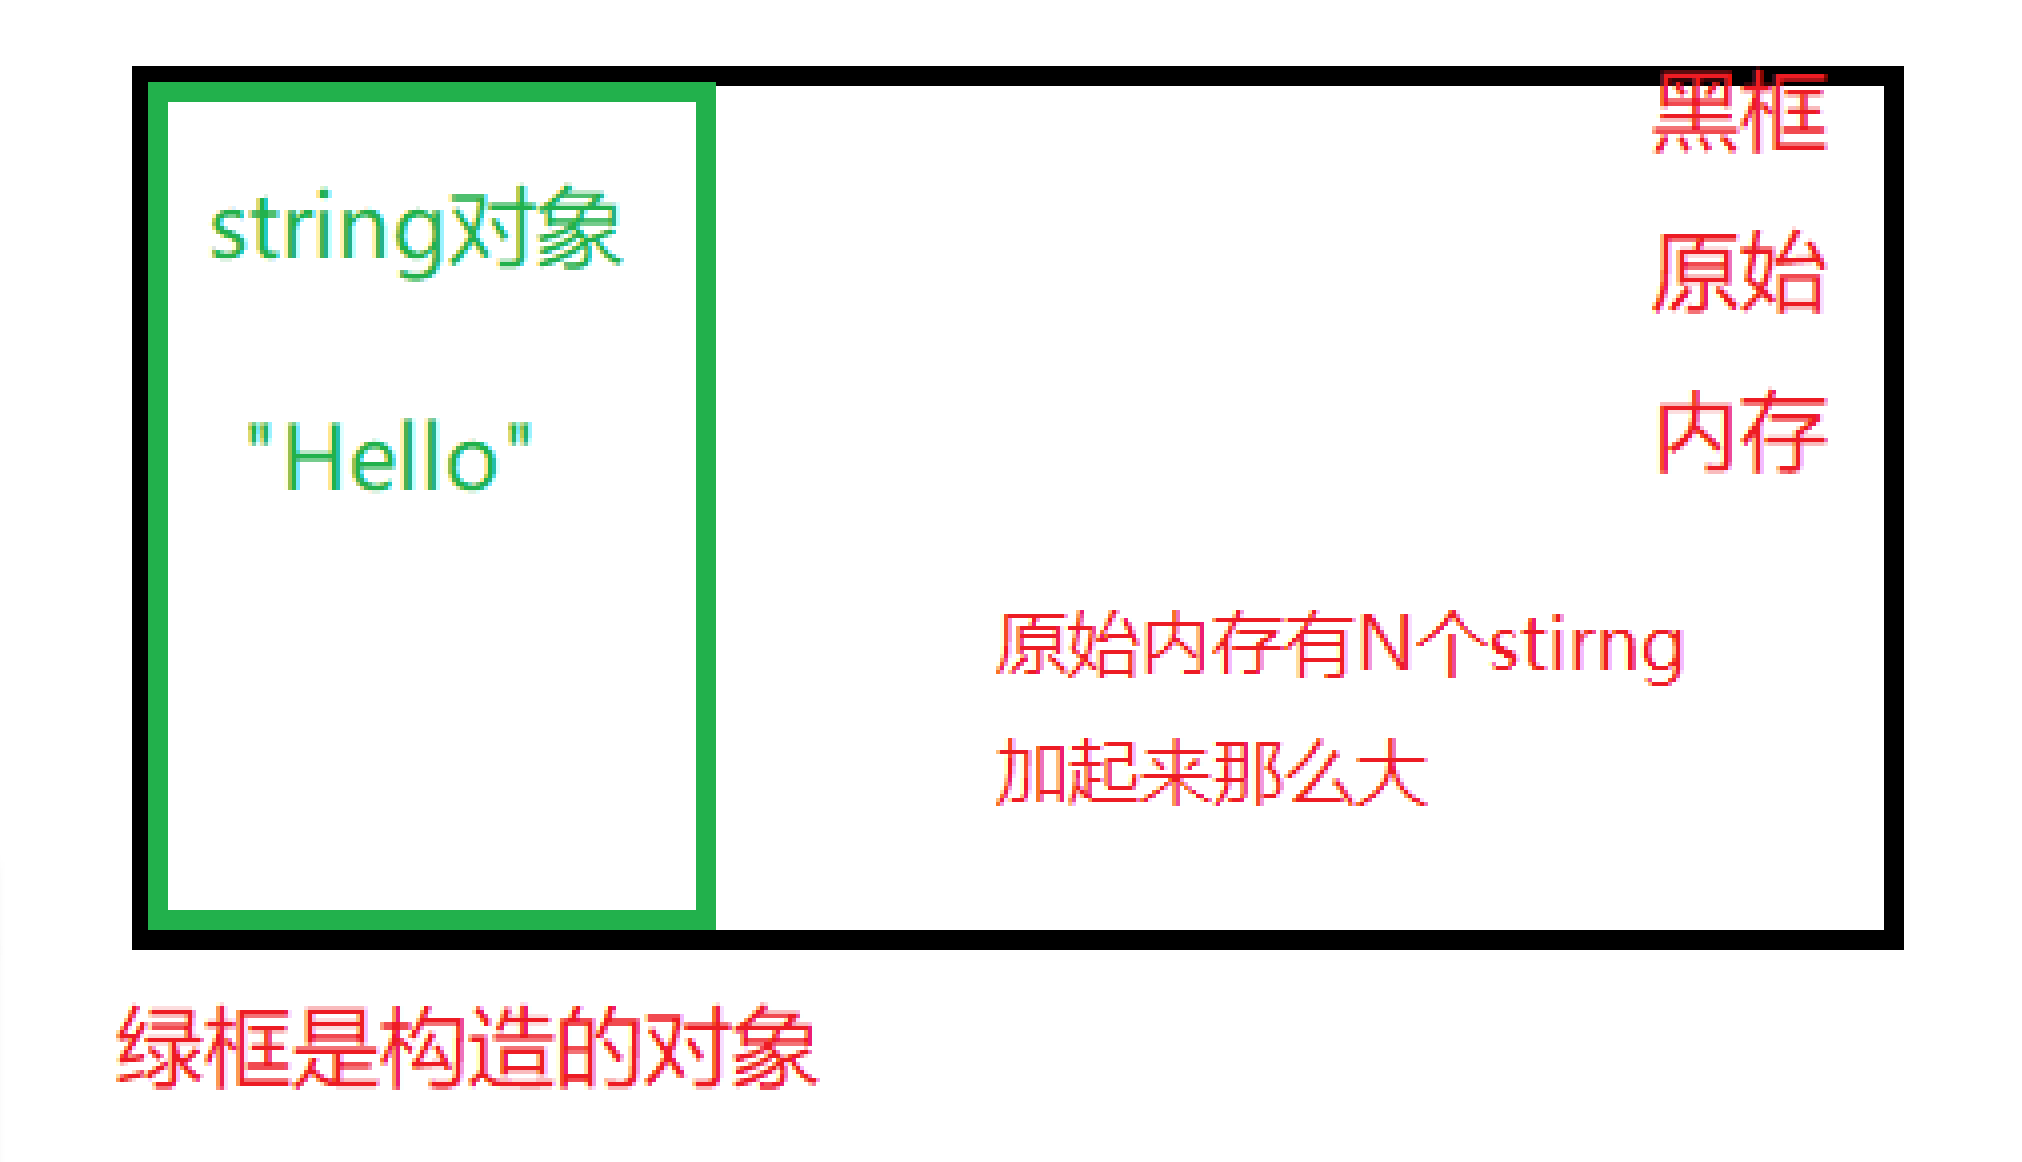 黑框
string对象
原始
"Hello"
内存
原始内存有N个stirng
加起来那么大
绿框是构造的对象